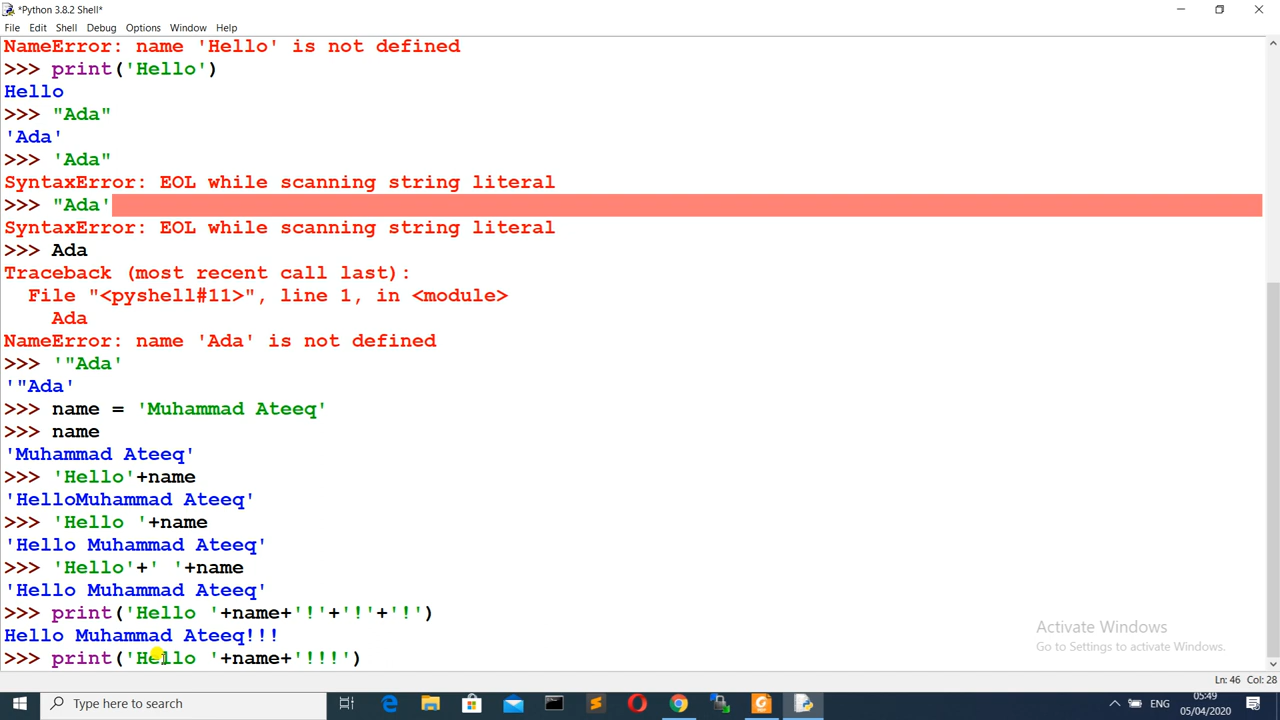 *Python 3.8.2 Shell*
File Edit Shell Debug Options Window Help
NameError: name 'Hello' is not defined
>>> print('Hello')
Hello
>>> "Ada"
'Ada'
>>> 'Ada"
SyntaxError: EOL while scanning string literal
>>> "Ada'
SyntaxError: EOL while scanning string literal
>>> Ada
Traceback (most recent call last):
  File "<pyshell#11>", line 1, in <module>
    Ada
NameError: name 'Ada' is not defined
>>> '"Ada'
'"Ada'
>>> name = 'Muhammad Ateeq'
>>> name
'Muhammad Ateeq'
>>> 'Hello'+name
'HelloMuhammad Ateeq'
>>> 'Hello '+name
'Hello Muhammad Ateeq'
>>> 'Hello'+' '+name
'Hello Muhammad Ateeq'
>>> print('Hello '+name+'!'+'!'+'!')
Hello Muhammad Ateeq!!!
>>> print('Hello '+name+'!!!')
Activate Windows
Go to Settings to activate Windows.
Ln: 46 Col: 28
Type here to search
ENG
05:49
05/04/2020